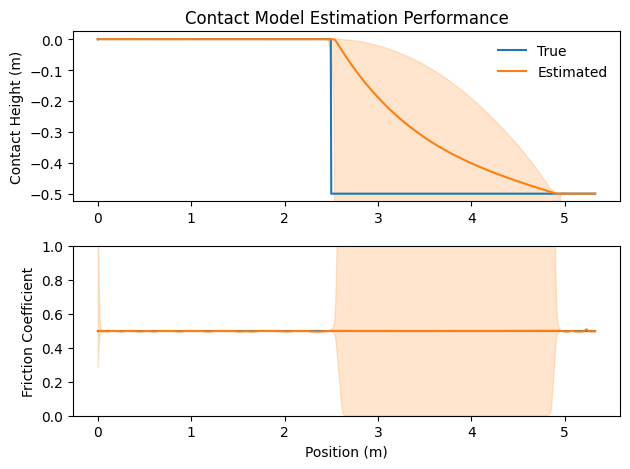 Contact Model Estimation Performance
Contact Height (m)
0.0
−0.1
−0.2
−0.3
−0.4
−0.5
True
Estimated
0 1 2 3 4 5
Friction Coefficient
1.0
0.8
0.6
0.4
0.2
0.0
0 1 2 3 4 5
Position (m)